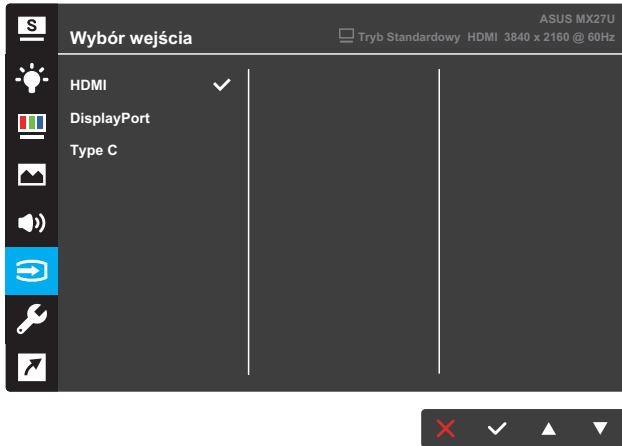 S
ASUS MX27U
Wybór wejścia
Tryb Standardowy HDMI 3840 x 2160 @ 60Hz
HDMI
DisplayPort
Type C